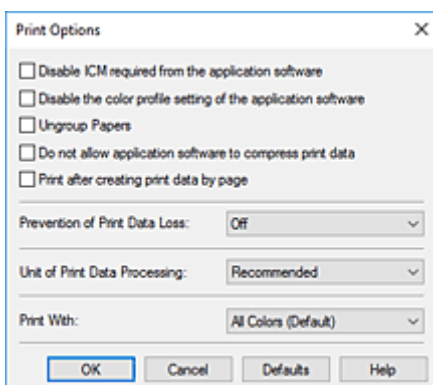 Print Options
Disable ICM required from the application software
Disable the color profile setting of the application software
Ungroup Papers
Do not allow application software to compress print data
Print after creating print data by page
Prevention of Print Data Loss: Off
Unit of Print Data Processing: Recommended
Print With: All Colors (Default)
OK Cancel Defaults Help